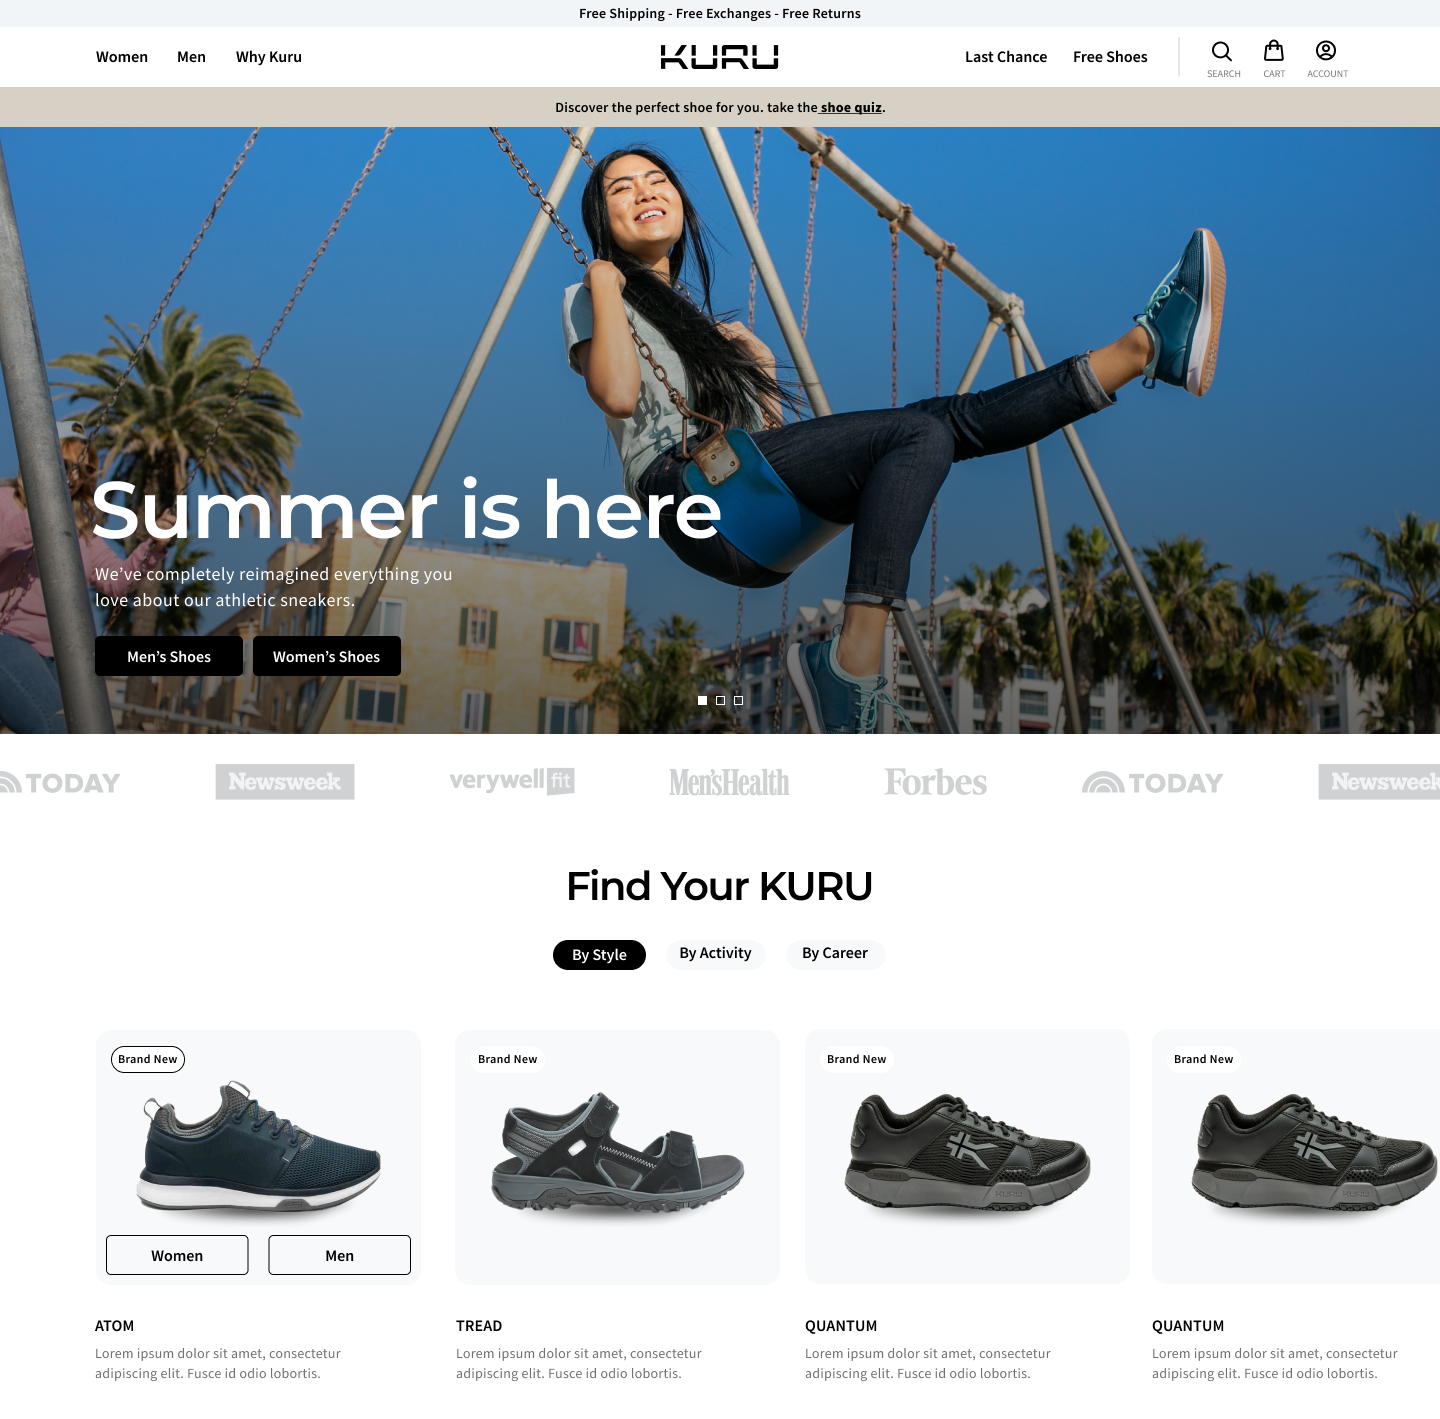 Free Shipping - Free Exchanges - Free Returns
Women Men Why Kuru KURU Last Chance Free Shoes
SEARCH CART ACCOUNT
Discover the perfect shoe for you. take the shoe quiz.
Summer is here
We’ve completely reimagined everything you
love about our athletic sneakers.
Men’s Shoes Women’s Shoes
TODAY Newsweek verywell fit Men'sHealth Forbes TODAY Newsweek
Find Your KURU
By Style By Activity By Career
Brand New Brand New Brand New Brand New
KURU KURU
Women Men
ATOM TREAD QUANTUM QUANTUM
Lorem ipsum dolor sit amet, consectetur Lorem ipsum dolor sit amet, consectetur Lorem ipsum dolor sit amet, consectetur Lorem ipsum dolor sit amet, consectetur
adipiscing elit. Fusce id odio lobortis. adipiscing elit. Fusce id odio lobortis. adipiscing elit. Fusce id odio lobortis. adipiscing elit. Fusce id odio lobortis.